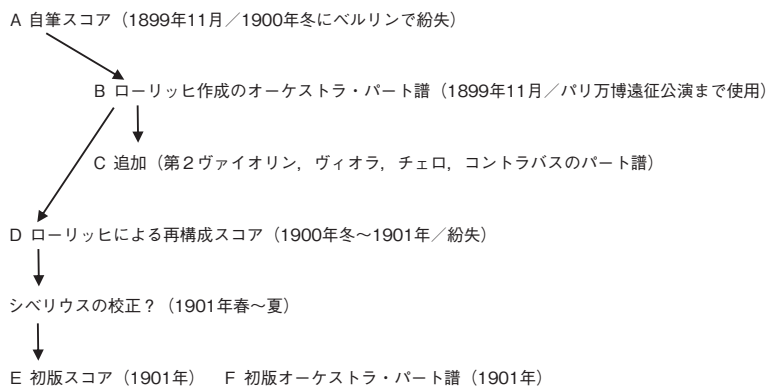 A 自筆スコア（1899年11月／1900年冬にベルリンで紛失）
B ローリッヒ作成のオーケストラ・パート譜（1899年11月／パリ万博遠征公演まで使用）
C 追加（第２ヴァイオリン，ヴィオラ，チェロ，コントラバスのパート譜）
D ローリッヒによる再構成スコア（1900年冬〜1901年／紛失）
シベリウスの校正？（1901年春〜夏）
E 初版スコア（1901年） F 初版オーケストラ・パート譜（1901年）